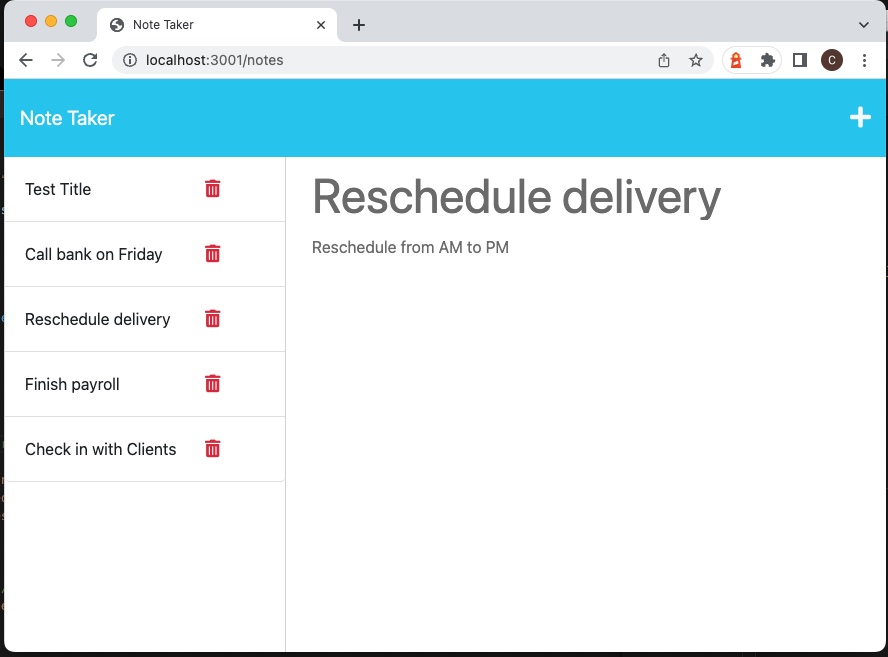 Note Taker
localhost:3001/notes
C
Note Taker
Test Title
Call bank on Friday
Reschedule delivery
Finish payroll
Check in with Clients
Reschedule delivery
Reschedule from AM to PM